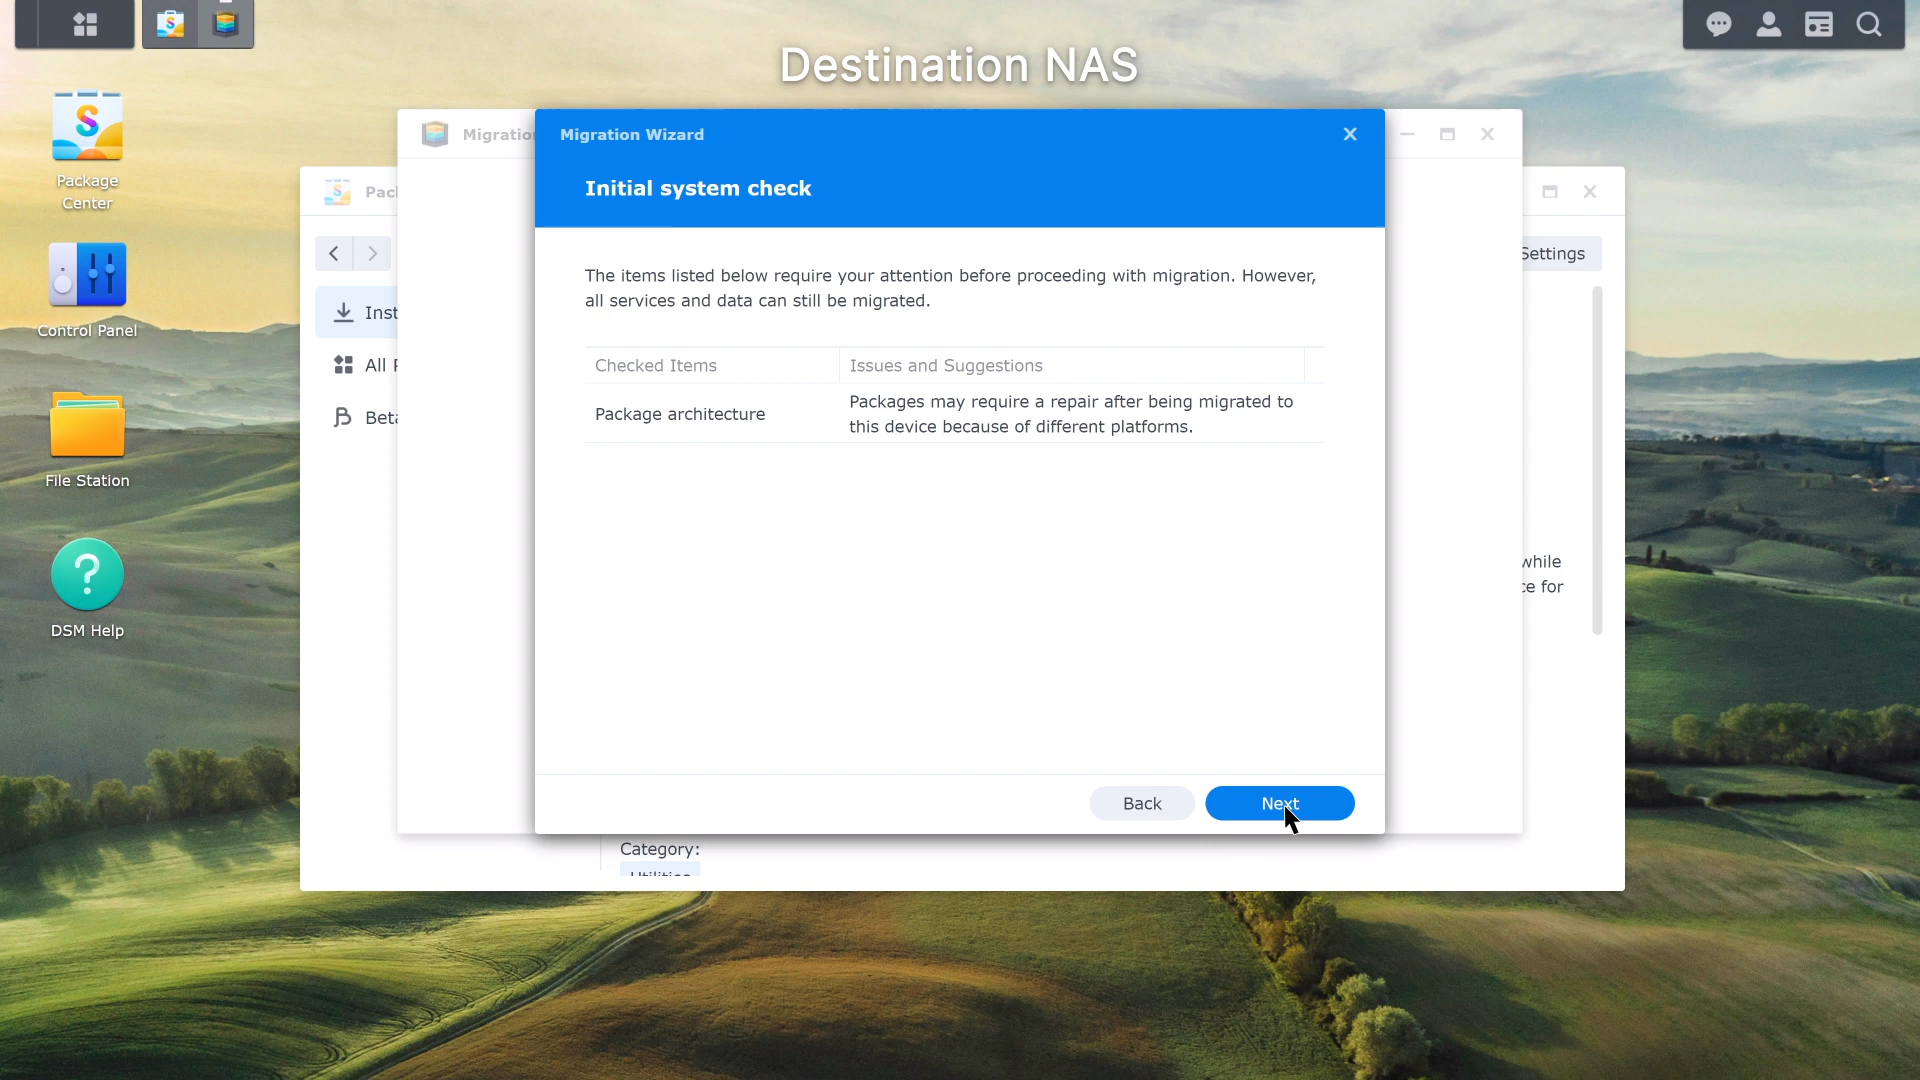 Destination NAS
Package
Center
Control Panel
File Station
DSM Help
Migration Wizard
Initial system check
The items listed below require your attention before proceeding with migration. However,
all services and data can still be migrated.
Checked Items
Issues and Suggestions
Package architecture
Packages may require a repair after being migrated to
this device because of different platforms.
Back
Next
Settings
while
for
Category:
Utilities